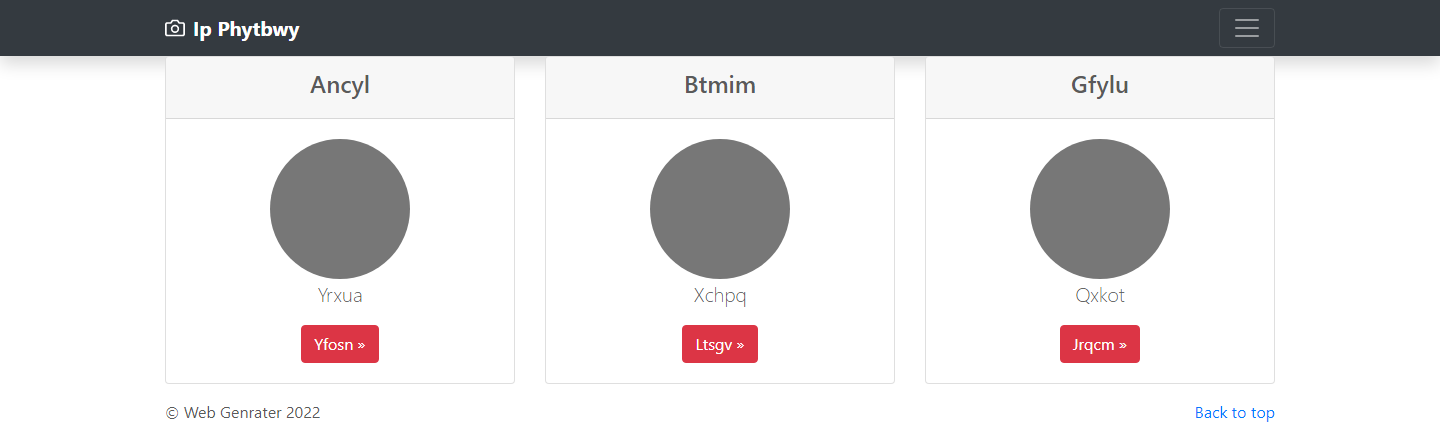 Ip Phytbwy
Ancyl
Btmim
Gfylu
Yrxua
Xchpq
Qxkot
Yfosn »
Ltsgv »
Jrqcm »
© Web Genrater 2022
Back to top